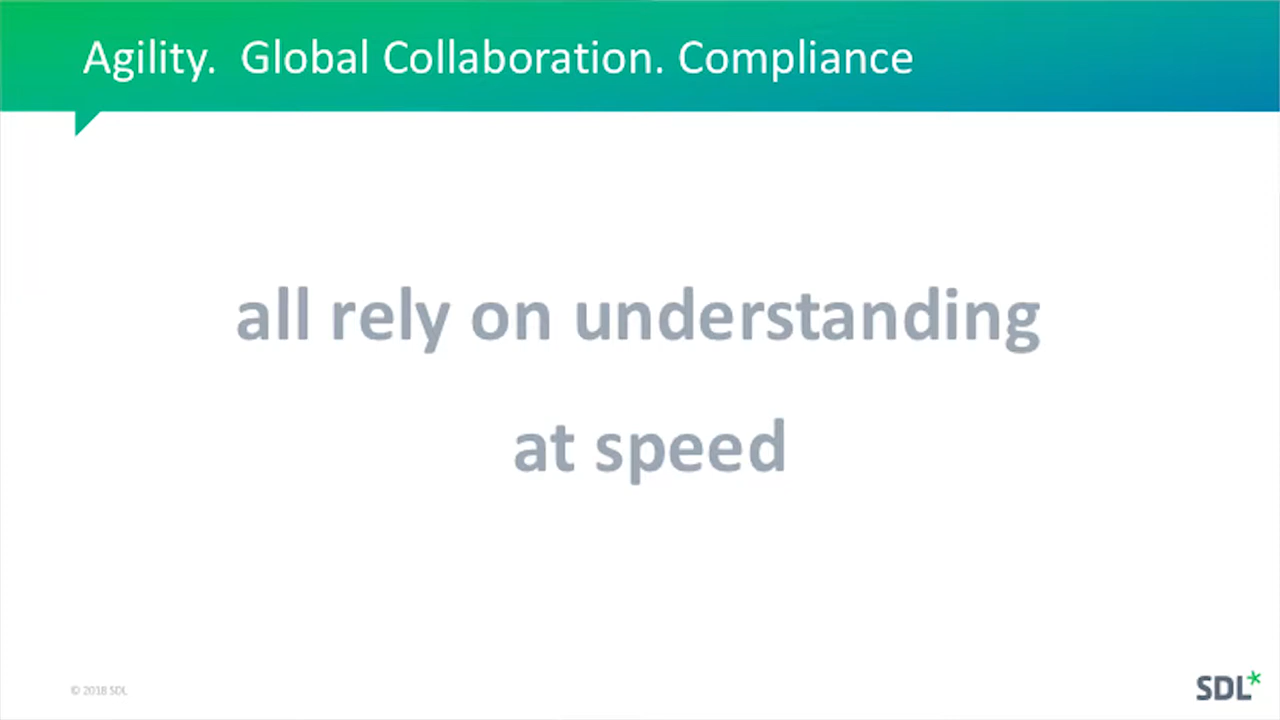 Agility.  Global Collaboration. Compliance
all rely on understanding
at speed
© 2018 SDL
SDL*